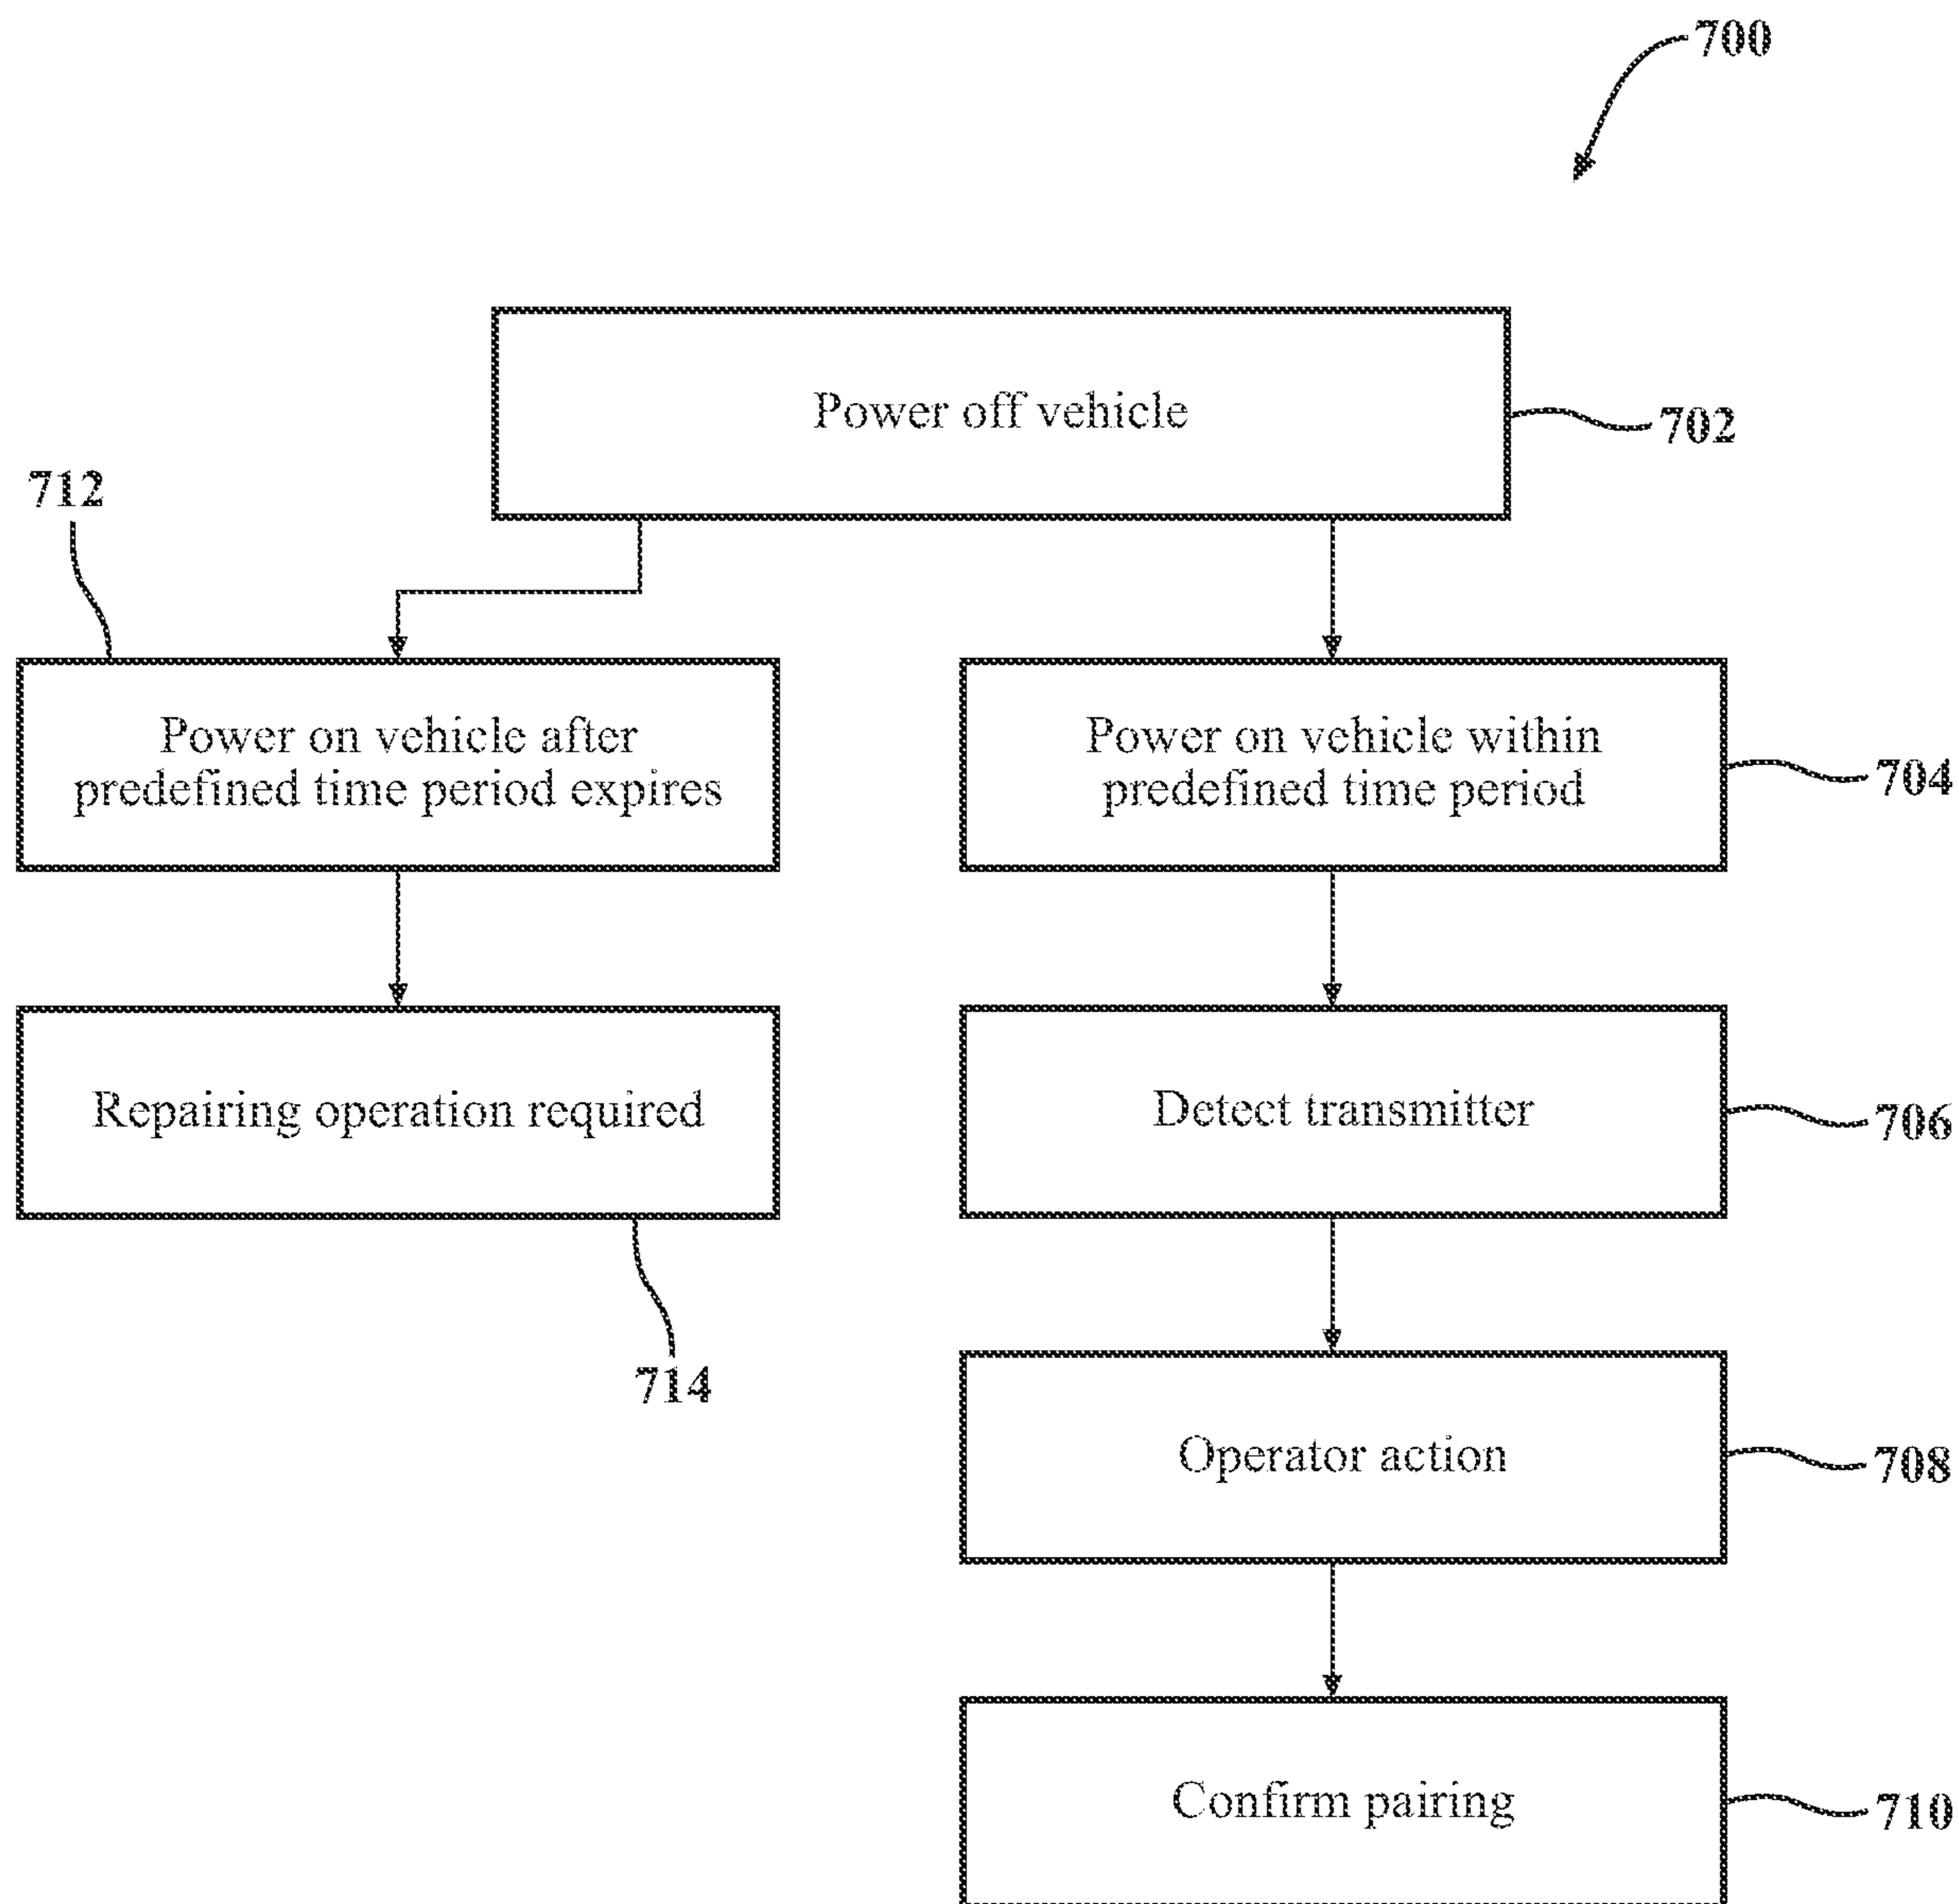 700
Power off vehicle
702
712
Power on vehicle after
predefined time period expires
Power on vehicle within
predefined time period
704
Repairing operation required
714
Detect transmitter
706
Operator action
708
Confirm pairing
710